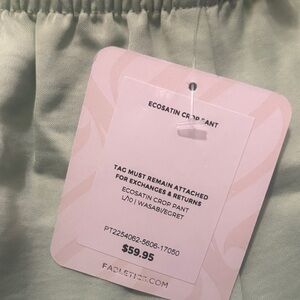 ECOSATIN CROP PANT
TAG MUST REMAIN ATTACHED
FOR EXCHANGES & RETURNS
ECOSATIN CROP PANT
L/10 | WASABI/EGRET
PT2254062-5606-17050
$59.95
FABLETICS.COM